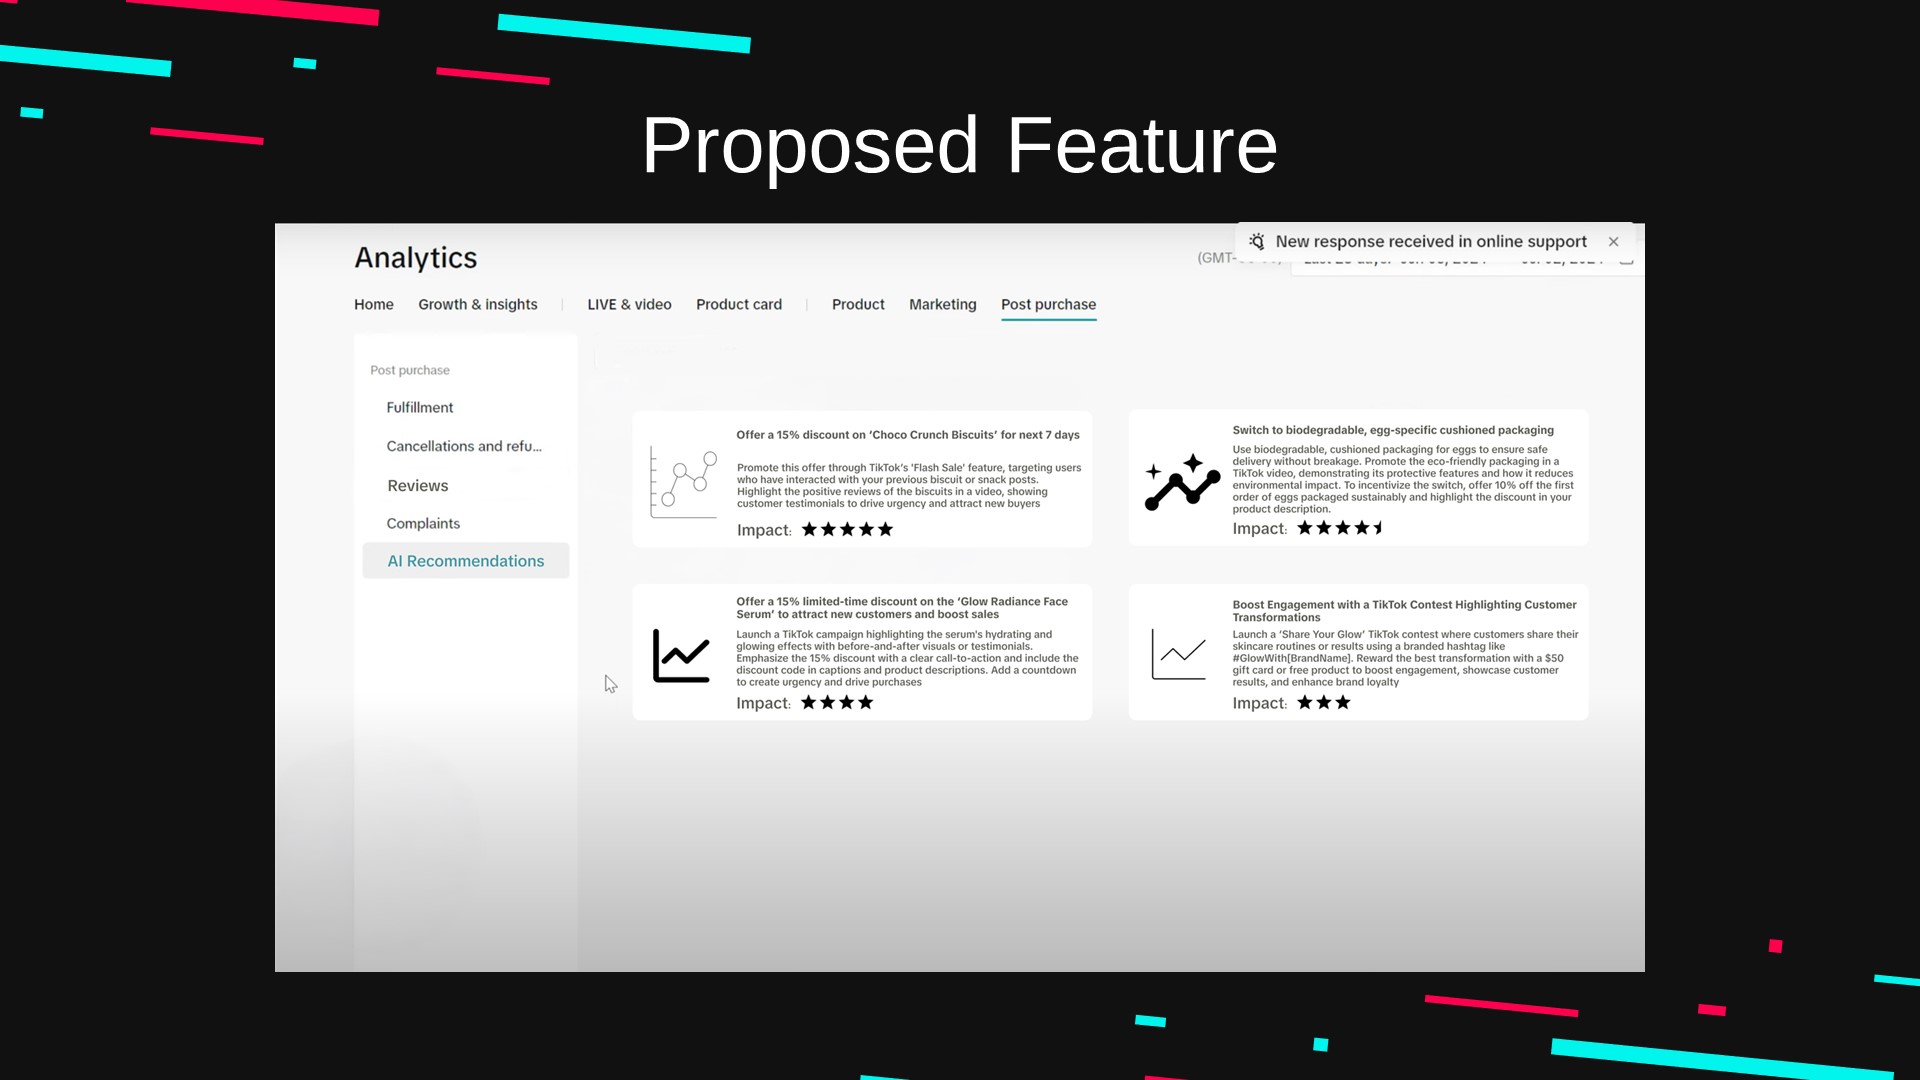 Proposed Feature
New response received in online support
Analytics
(GMT-
Home Growth & insights LIVE & video Product card Product Marketing Post purchase
Post purchase
Fulfillment
Cancellations and refu...
Reviews
Complaints
AI Recommendations
Offer a 15% discount on ‘Choco Crunch Biscuits’ for next 7 days
Promote this offer through TikTok's 'Flash Sale' feature, targeting users
who have interacted with your previous biscuit or snack posts.
Highlight the positive reviews of the biscuits in a video, showing
customer testimonials to drive urgency and attract new buyers
Impact:
Switch to biodegradable, egg-specific cushioned packaging
Use biodegradable, cushioned packaging for eggs to ensure safe
delivery without breakage. Promote the eco-friendly packaging in a
TikTok video, demonstrating its protective features and how it reduces
environmental impact. To incentivize the switch, offer 10% off the first
order of eggs packaged sustainably and highlight the discount in your
product description.
Impact:
Offer a 15% limited-time discount on the ‘Glow Radiance Face
Serum’ to attract new customers and boost sales
Launch a TikTok campaign highlighting the serum's hydrating and
glowing effects with before-and-after visuals or testimonials.
Emphasize the 15% discount with a clear call-to-action and include the
discount code in captions and product descriptions. Add a countdown
to create urgency and drive purchases
Impact:
Boost Engagement with a TikTok Contest Highlighting Customer
Transformations
Launch a ‘Share Your Glow’ TikTok contest where customers share their
skincare routines or results using a branded hashtag like
#GlowWith[BrandName]. Reward the best transformation with a $50
gift card or free product to boost engagement, showcase customer
results, and enhance brand loyalty
Impact: